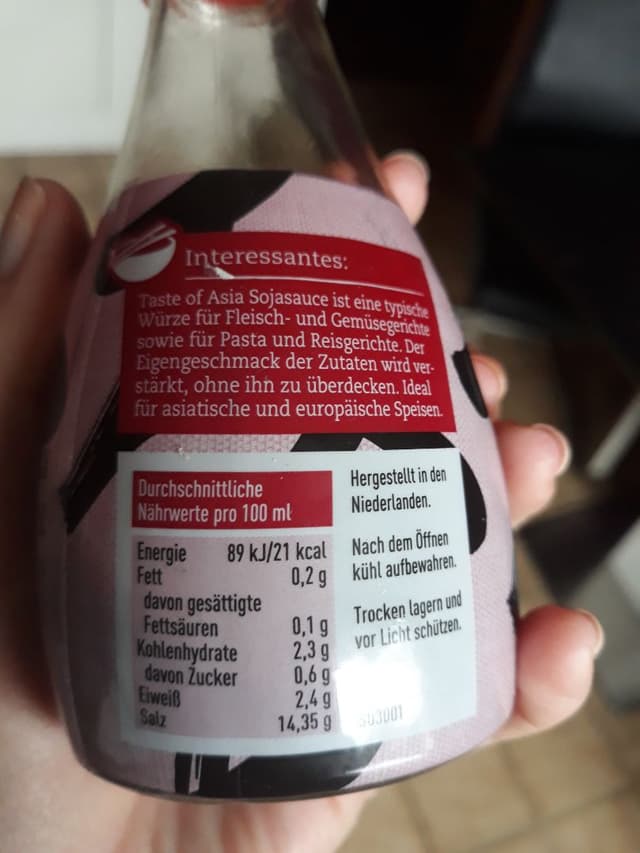 Interessantes:
Taste of Asia Sojasauce ist eine typische
Würze für Fleisch- und Gemüsegerichte
sowie für Pasta und Reisgerichte. Der
Eigengeschmack der Zutaten wird ver-
stärkt, ohne ihn zu überdecken. Ideal
für asiatische und europäische Speisen.
Durchschnittliche
Nährwerte pro 100 ml
Energie 89 kJ/21 kcal
Fett 0,2 g
davon gesättigte
Fettsäuren 0,1 g
Kohlenhydrate 2,3 g
davon Zucker 0,6 g
Eiweiß 2,4 g
Salz 14,35 g
Hergestellt in den
Niederlanden.
Nach dem Öffnen
kühl aufbewahren.
Trocken lagern und
vor Licht schützen.